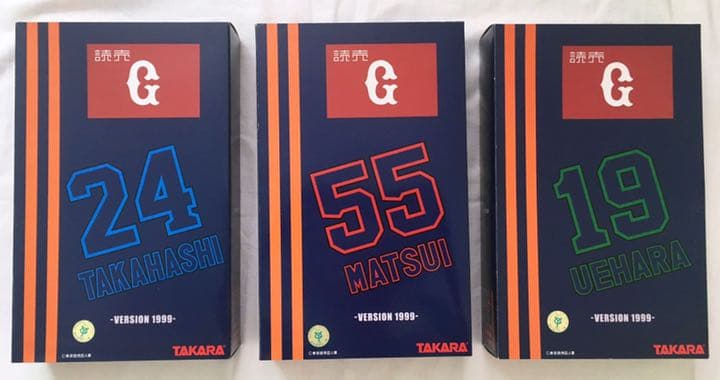 読売
G
24
TAKAHASHI
-VERSION 1999-
TAKARA
読売
G
55
MATSUI
-VERSION 1999-
TAKARA
読売
G
19
UEHARA
-VERSION 1999-
TAKARA